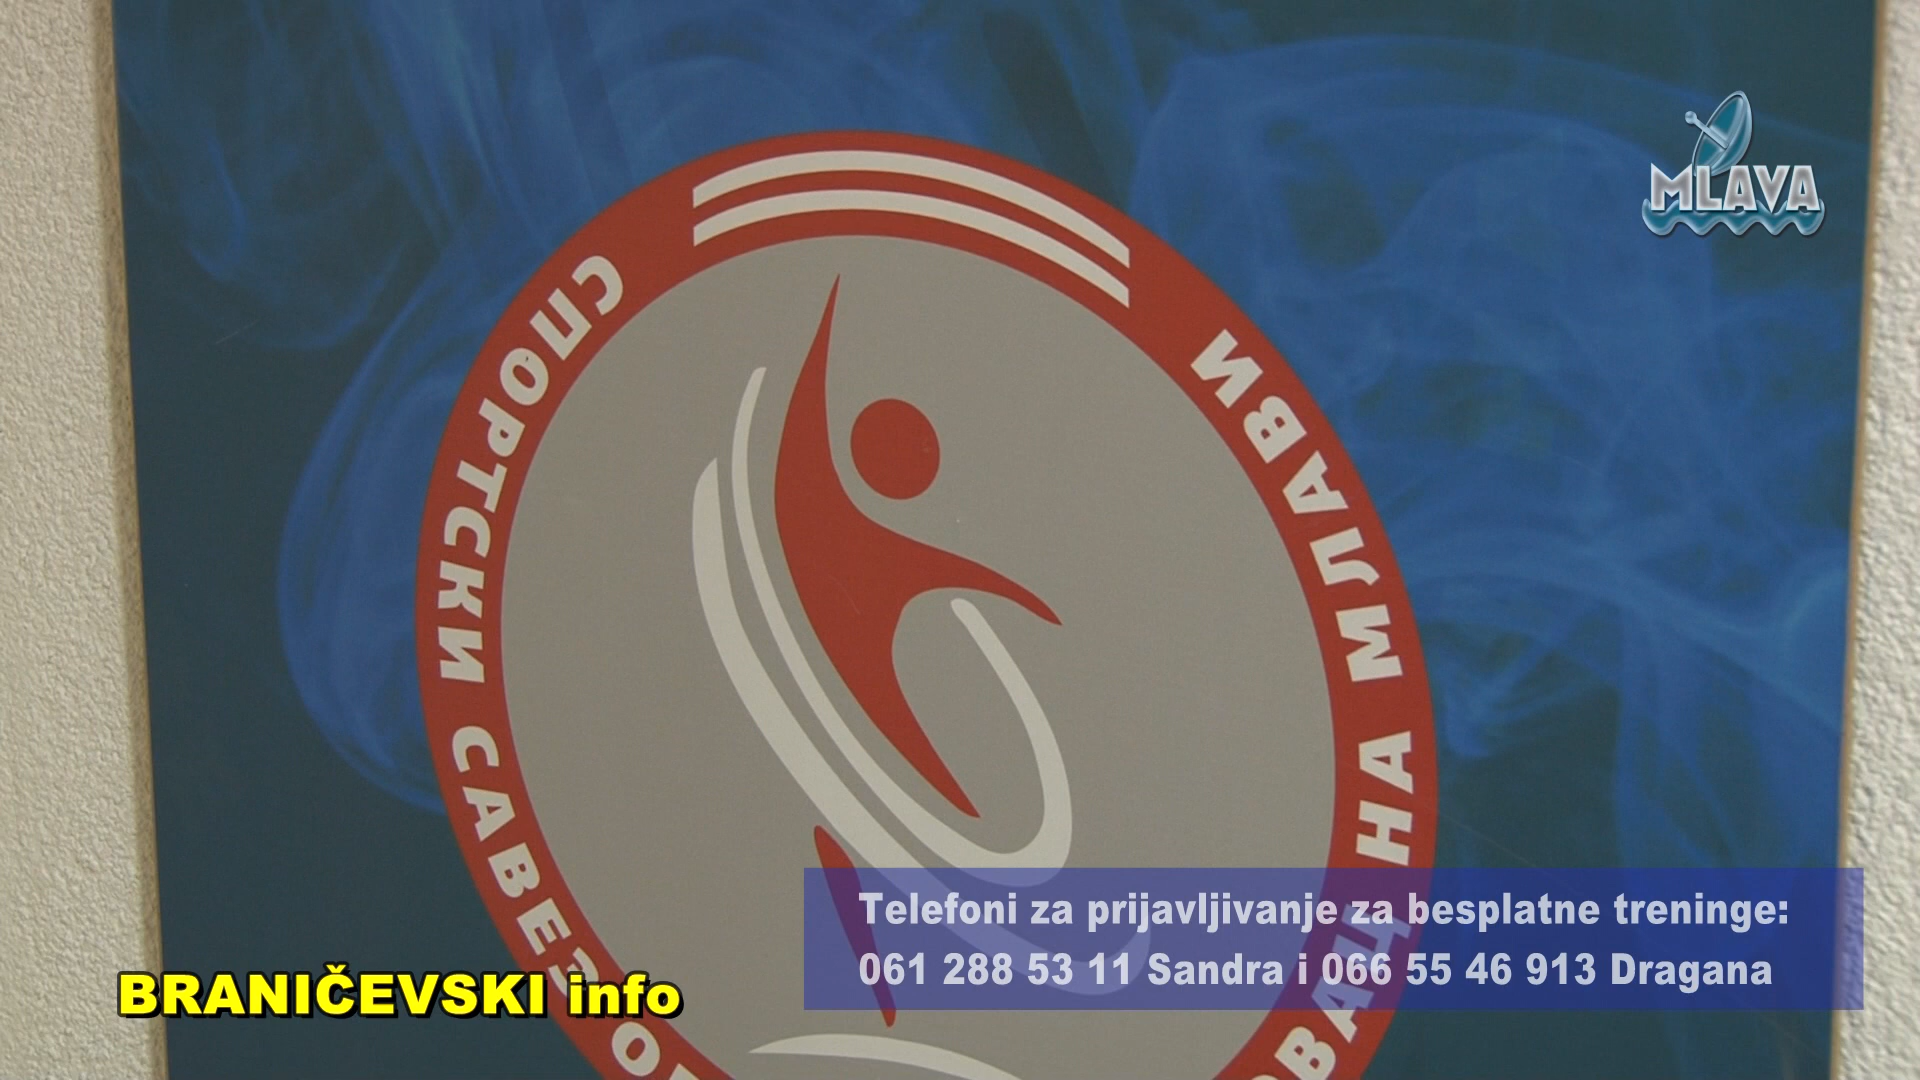 MLAVA
СПОРТСКИ САВЕЗ
НА МЛАВИ
Telefoni za prijavljivanje za besplatne treninge:
061 288 53 11 Sandra i 066 55 46 913 Dragana
BRANIČEVSKI info